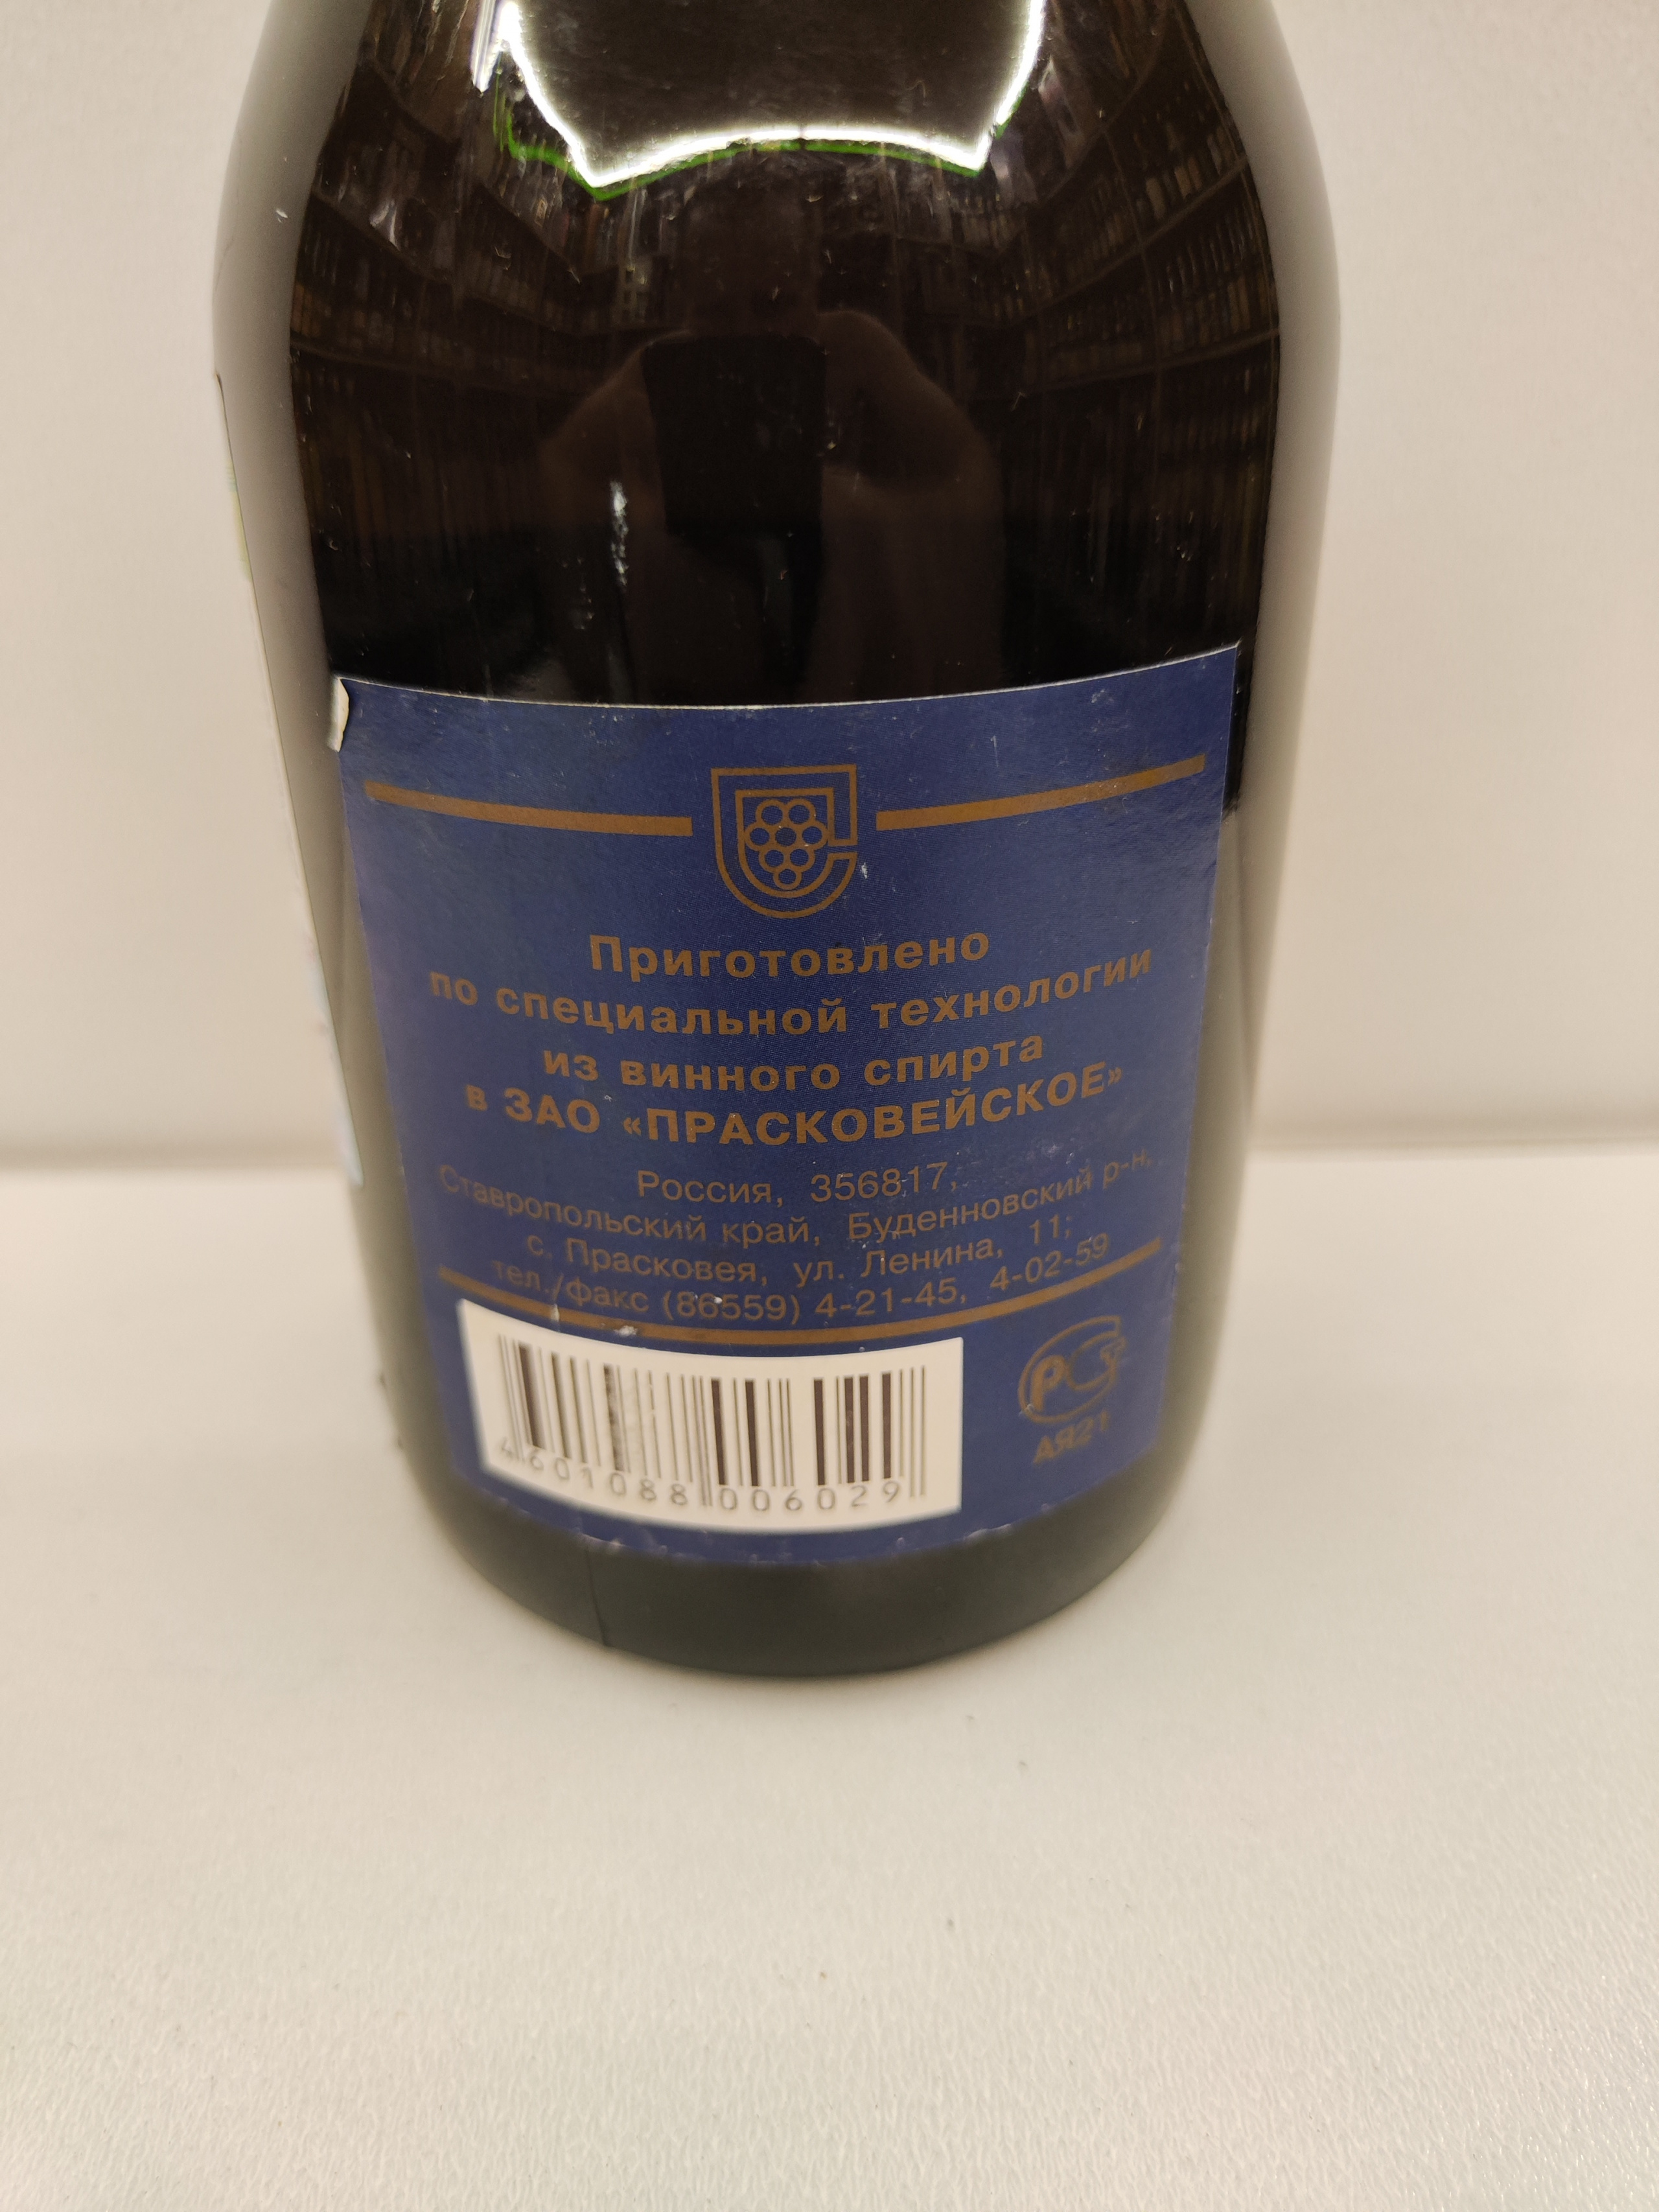 Приготовлено
по специальной технологии
из винного спирта
в ЗАО «ПРАСКОВЕЙСКОЕ»
Россия, 356817,
Ставропольский край, Буденновский р-н,
с. Прасковея, ул. Ленина, 11;
тел./факс (86559) 4-21-45, 4-02-59
4601088006029
РСТ
АЯ21